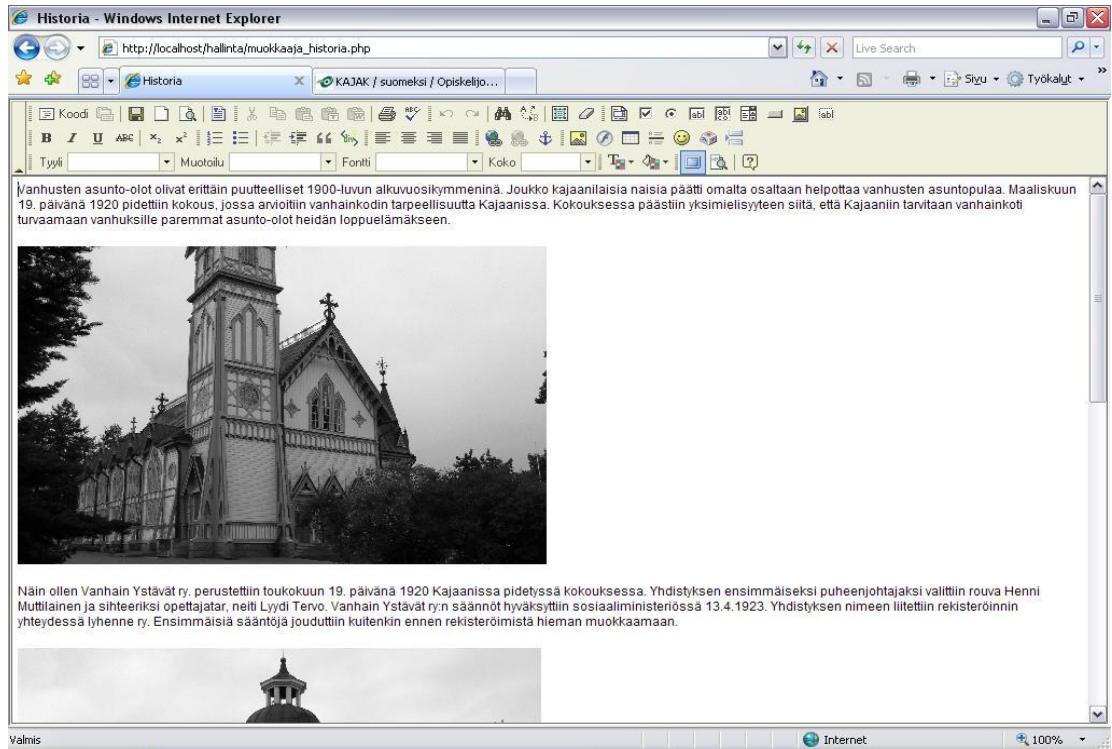 Historia - Windows Internet Explorer
http://localhost/hallinta/muokkaaja_historia.php
Live Search
Historia
KAJAK / suomeksi / Opiskelijo...
Sivu
Työkalut
Koodi
B I U ABC x₂ x²
Tyyli Muotoilu Fontti Koko
Vanhusten asunto-olot olivat erittäin puutteelliset 1900-luvun alkuvuosikymmeninä. Joukko kajaanilaisia naisia päätti omalta osaltaan helpottaa vanhusten asuntopulaa. Maaliskuun
19. päivänä 1920 pidettiin kokous, jossa arvioitiin vanhainkodin tarpeellisuutta Kajaanissa. Kokouksessa päästiin yksimielisyyteen siitä, että Kajaaniin tarvitaan vanhainkoti
turvaamaan vanhuksille paremmat asunto-olot heidän loppuelämäkseen.
Näin ollen Vanhain Ystävät ry. perustettiin toukokuun 19. päivänä 1920 Kajaanissa pidetyssä kokouksessa. Yhdistyksen ensimmäiseksi puheenjohtajaksi valittiin rouva Henni
Muttilainen ja sihteeriksi opettajatar, neiti Lyydi Tervo. Vanhain Ystävät ry:n säännöt hyväksyttiin sosiaaliministeriössä 13.4.1923. Yhdistyksen nimeen liitettiin rekisteröinnin
yhteydessä lyhenne ry. Ensimmäisiä sääntöjä jouduttiin kuitenkin ennen rekisteröimistä hieman muokkaamaan.
Valmis
Internet
100%